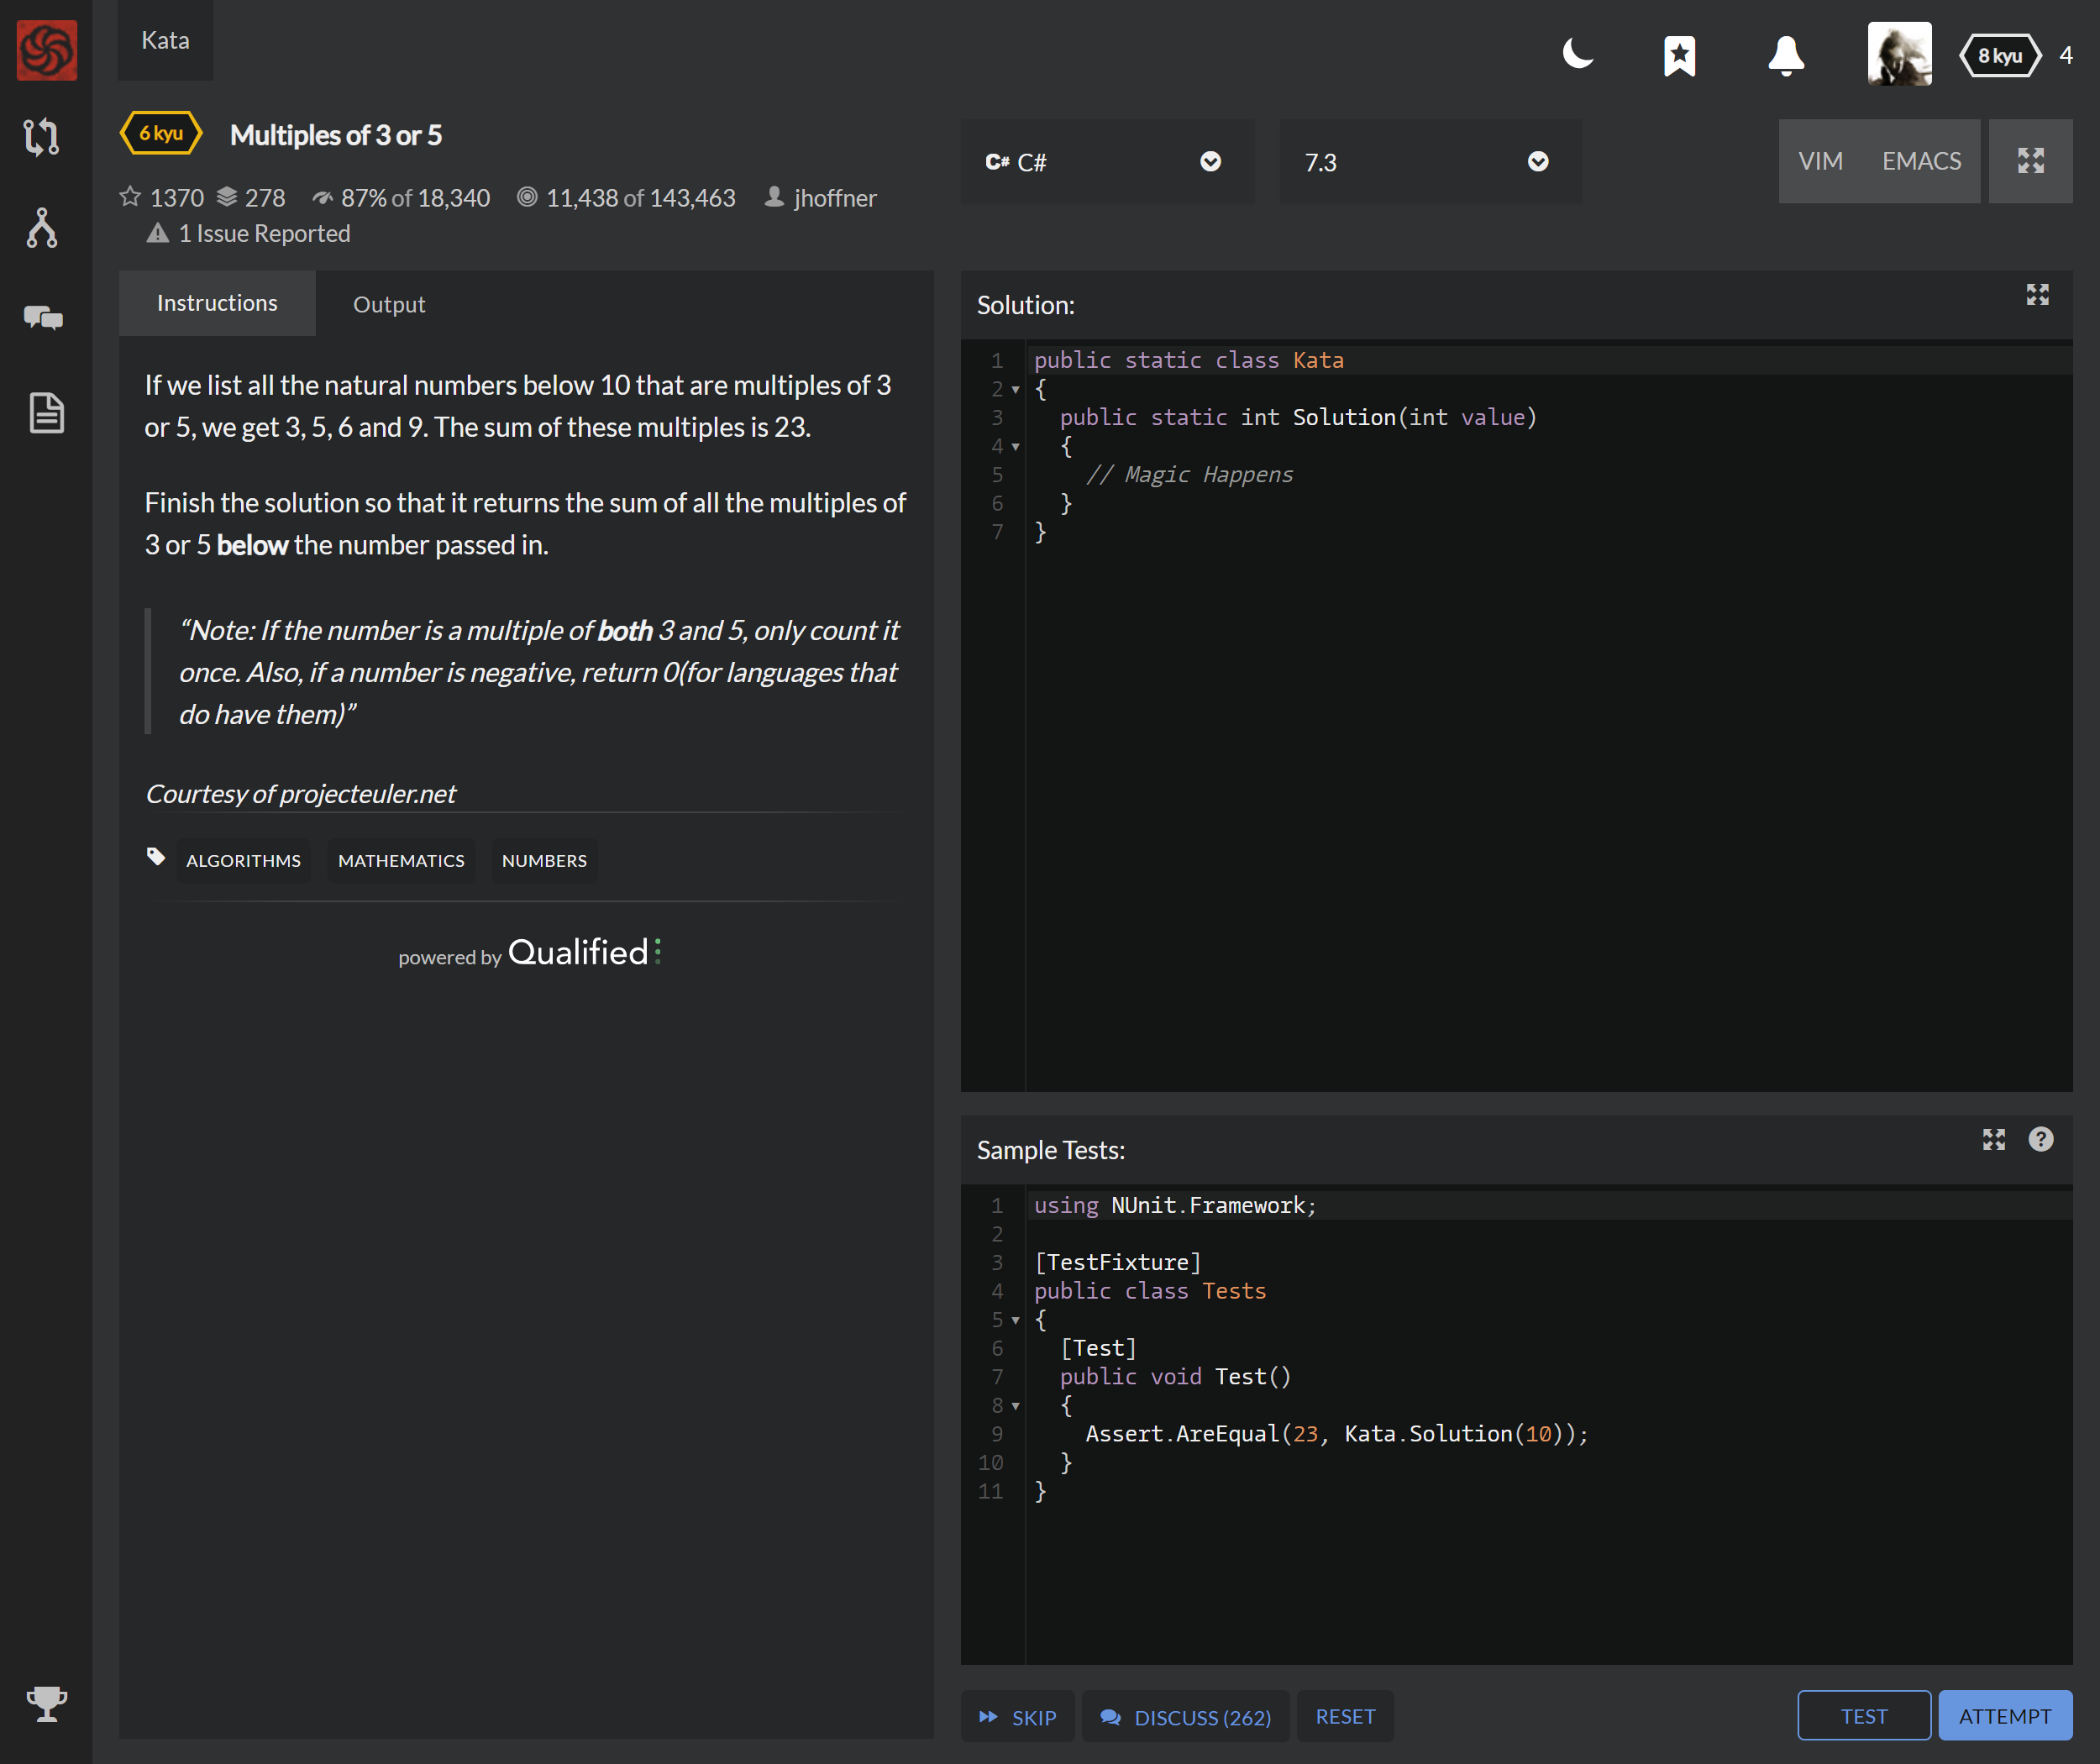 Kata
8 kyu 4
6 kyu Multiples of 3 or 5
1370 278 87% of 18,340 11,438 of 143,463 jhoffner
1 Issue Reported
C# C#
7.3
VIM EMACS
Instructions Output
If we list all the natural numbers below 10 that are multiples of 3
or 5, we get 3, 5, 6 and 9. The sum of these multiples is 23.
Finish the solution so that it returns the sum of all the multiples of
3 or 5 below the number passed in.
“Note: If the number is a multiple of both 3 and 5, only count it
once. Also, if a number is negative, return 0(for languages that
do have them)”
Courtesy of projecteuler.net
ALGORITHMS MATHEMATICS NUMBERS
powered by Qualified
Solution:
1 public static class Kata
2 {
3 public static int Solution(int value)
4 {
5 // Magic Happens
6 }
7 }
Sample Tests:
?
1 using NUnit.Framework;
2
3 [TestFixture]
4 public class Tests
5 {
6 [Test]
7 public void Test()
8 {
9 Assert.AreEqual(23, Kata.Solution(10));
10 }
11 }
SKIP DISCUSS (262) RESET TEST ATTEMPT